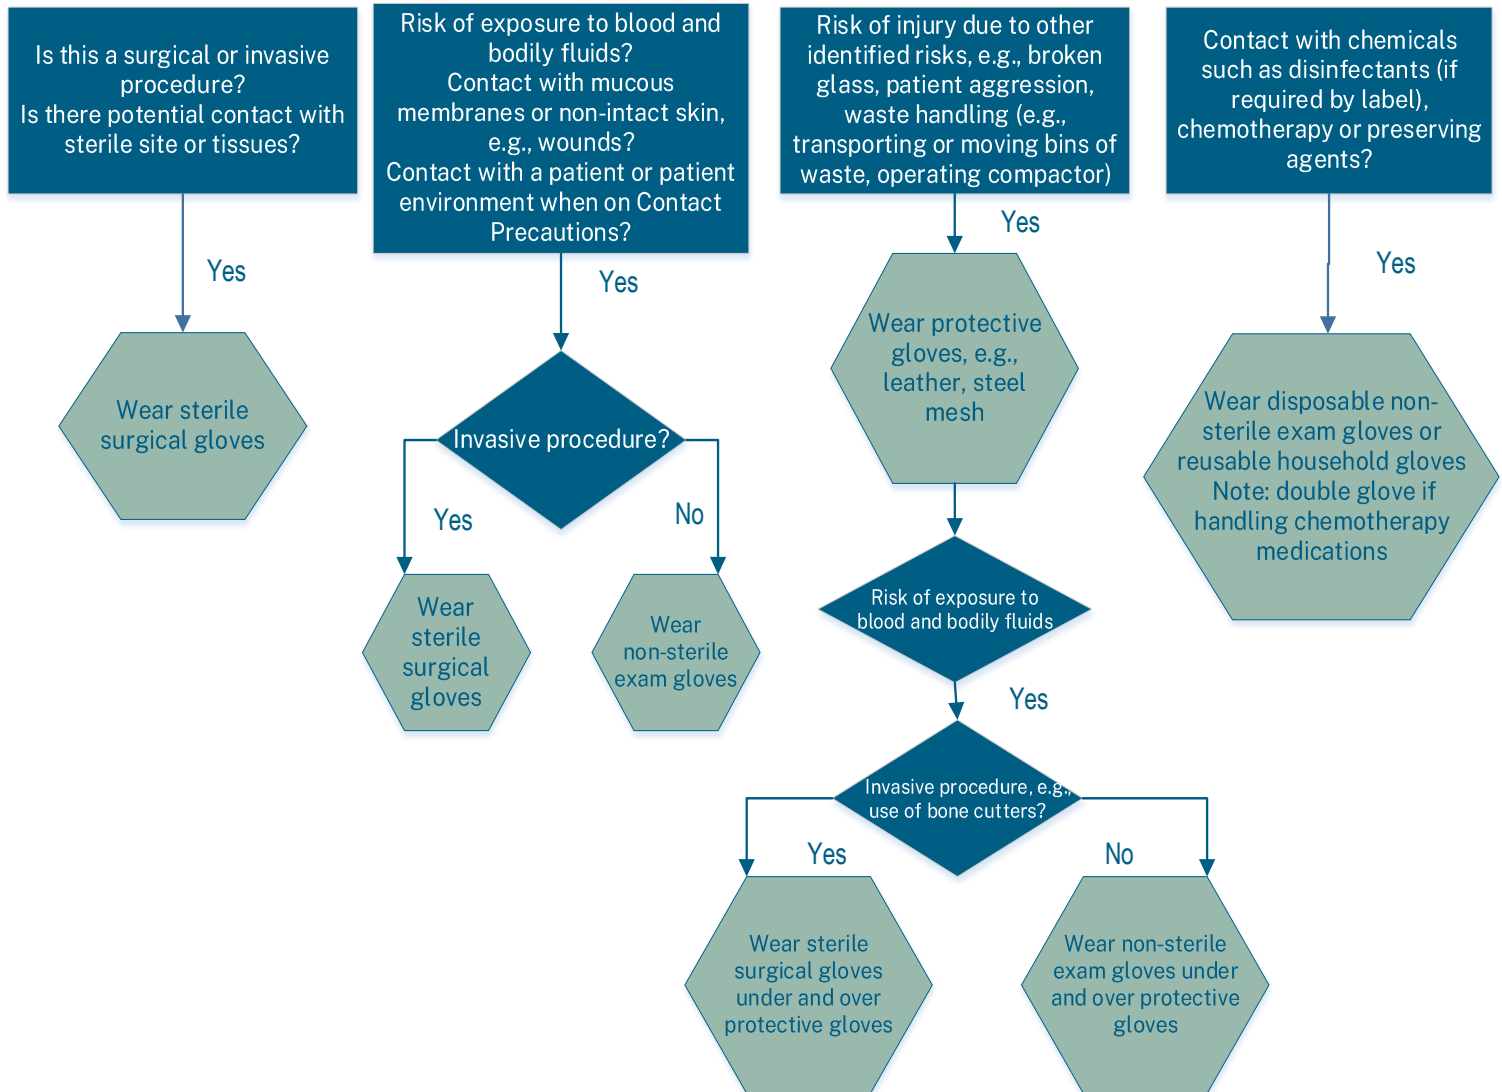 Is this a surgical or invasive
procedure?
Is there potential contact with
sterile site or tissues?
Yes
Wear sterile
surgical gloves
Risk of exposure to blood and
bodily fluids?
Contact with mucous
membranes or non-intact skin,
e.g., wounds?
Contact with a patient or patient
environment when on Contact
Precautions?
Yes
Invasive procedure?
Yes
No
Wear
sterile
surgical
gloves
Wear
non-sterile
exam gloves
Risk of injury due to other
identified risks, e.g., broken
glass, patient aggression,
waste handling (e.g.,
transporting or moving bins of
waste, operating compactor)
Yes
Wear protective
gloves, e.g.,
leather, steel
mesh
Risk of exposure to
blood and bodily fluids
Yes
Invasive procedure, e.g.,
use of bone cutters?
Yes
No
Wear sterile
surgical gloves
under and over
protective gloves
Wear non-sterile
exam gloves under
and over protective
gloves
Contact with chemicals
such as disinfectants (if
required by label),
chemotherapy or preserving
agents?
Yes
Wear disposable non-
sterile exam gloves or
reusable household gloves
Note: double glove if
handling chemotherapy
medications